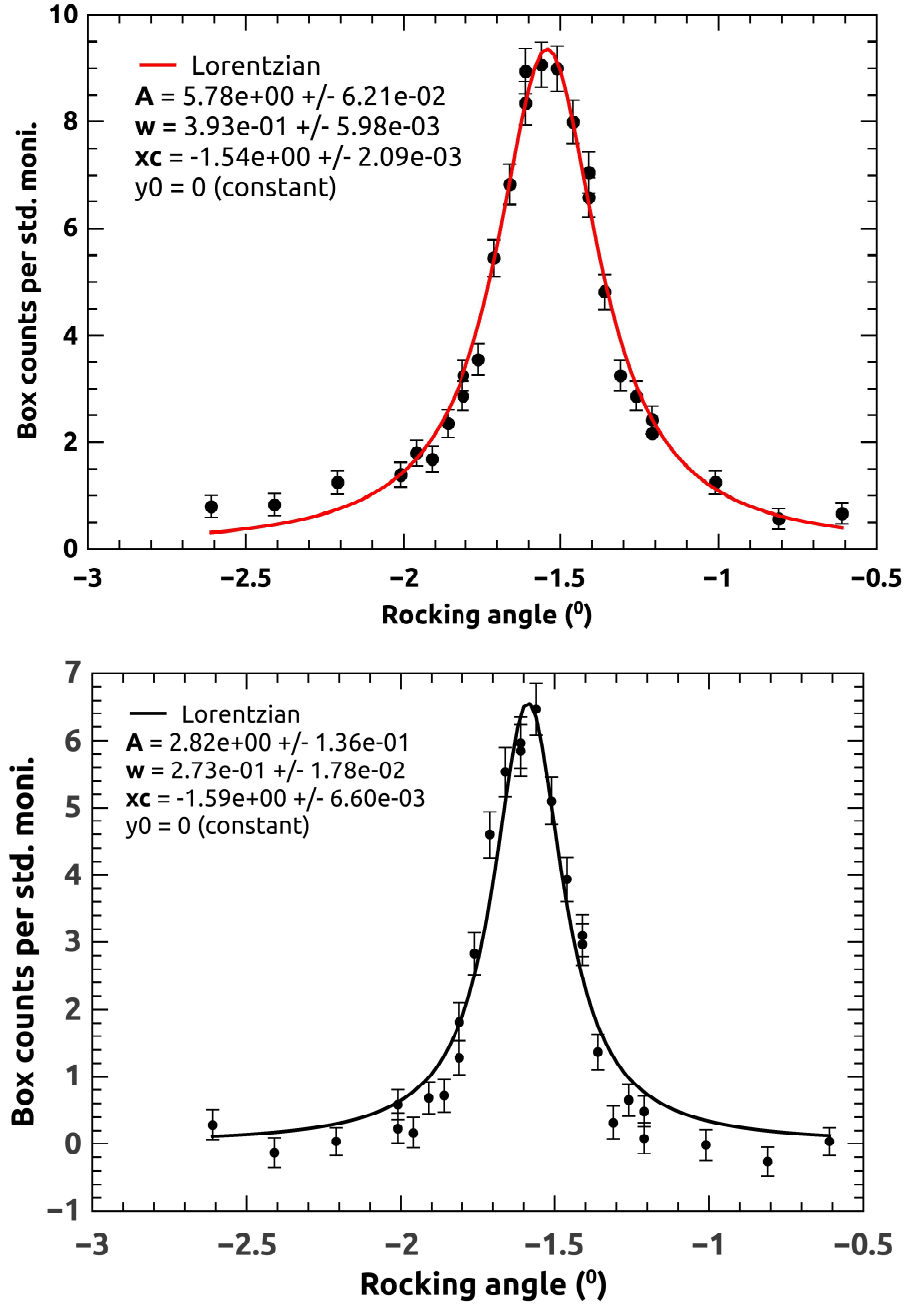 10
8
6
4
2
0
Box counts per std. moni.
Lorentzian
A = 5.78e+00 +/- 6.21e-02
w = 3.93e-01 +/- 5.98e-03
xc = -1.54e+00 +/- 2.09e-03
y0 = 0 (constant)
−3 −2.5 −2 −1.5 −1 −0.5
Rocking angle (⁰)
7
6
5
4
3
2
1
0
−1
Box counts per std. moni.
Lorentzian
A = 2.82e+00 +/- 1.36e-01
w = 2.73e-01 +/- 1.78e-02
xc = -1.59e+00 +/- 6.60e-03
y0 = 0 (constant)
−3 −2.5 −2 −1.5 −1 −0.5
Rocking angle (⁰)